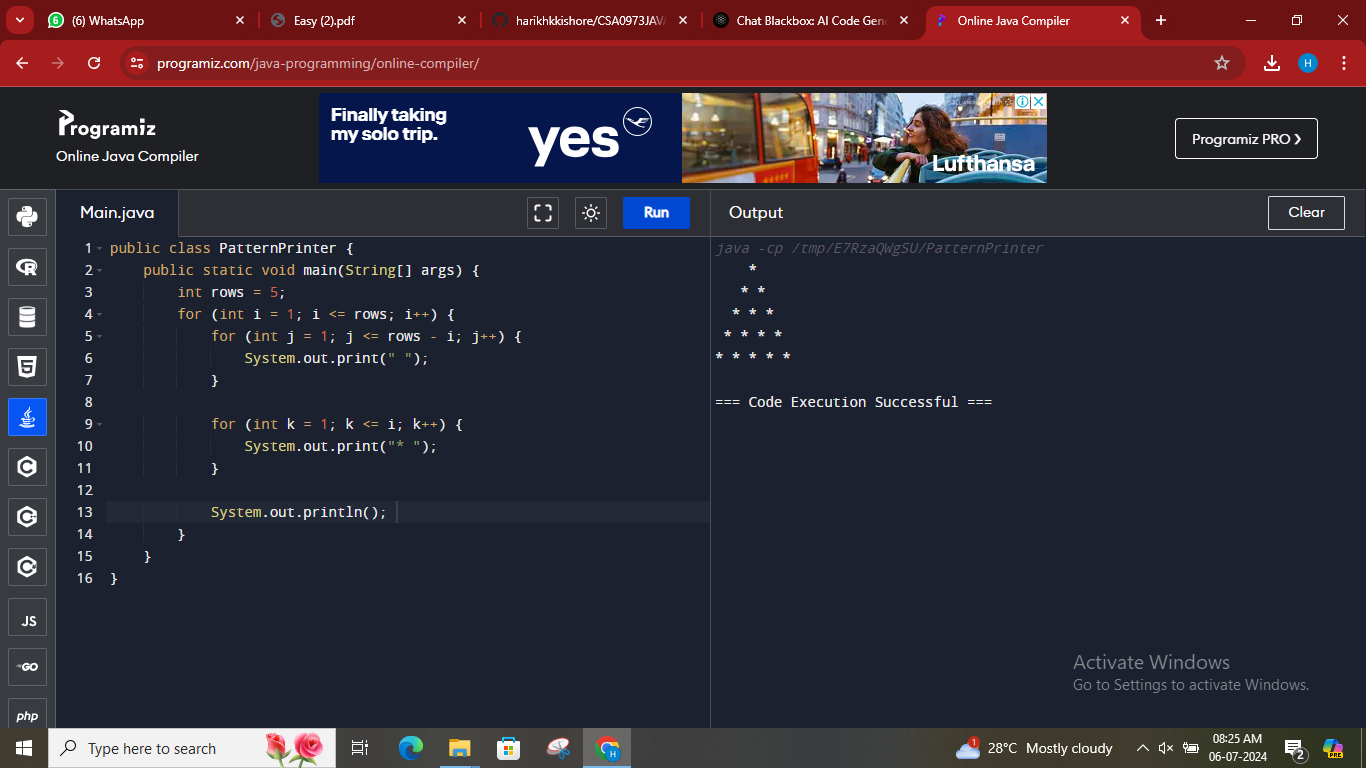 (6) WhatsApp
Easy (2).pdf
harikhkkishore/CSA0973JAV
Chat Blackbox: AI Code Gen
Online Java Compiler
programiz.com/java-programming/online-compiler/
H
Programiz
Online Java Compiler
Finally taking
my solo trip.
yes
Lufthansa
Programiz PRO ❯
Main.java
Run
Output
Clear
1 public class PatternPrinter {
2     public static void main(String[] args) {
3         int rows = 5;
4         for (int i = 1; i <= rows; i++) {
5             for (int j = 1; j <= rows - i; j++) {
6                 System.out.print(" ");
7             }
8
9             for (int k = 1; k <= i; k++) {
10                 System.out.print("* ");
11             }
12
13             System.out.println();
14         }
15     }
16 }
java -cp /tmp/E7RzaQWgSU/PatternPrinter
    *
   * *
  * * *
 * * * *
* * * * *
=== Code Execution Successful ===
JS
GO
php
Activate Windows
Go to Settings to activate Windows.
Type here to search
28°C Mostly cloudy
08:25 AM
06-07-2024
2
PRE